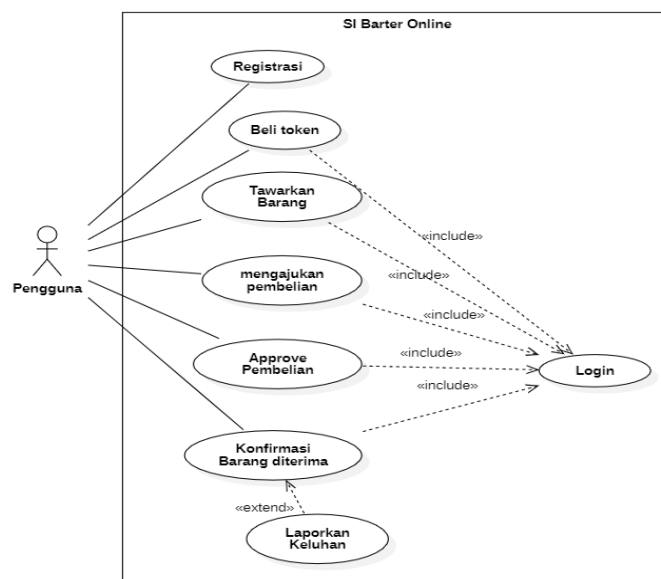 SI Barter Online
Registrasi
Beli token
Tawarkan
Barang
«include»
mengajukan
pembelian
«include»
Pengguna
«include»
Approve
Pembelian
«include»
Login
«include»
Konfirmasi
Barang diterima
«extend»
Laporkan
Keluhan